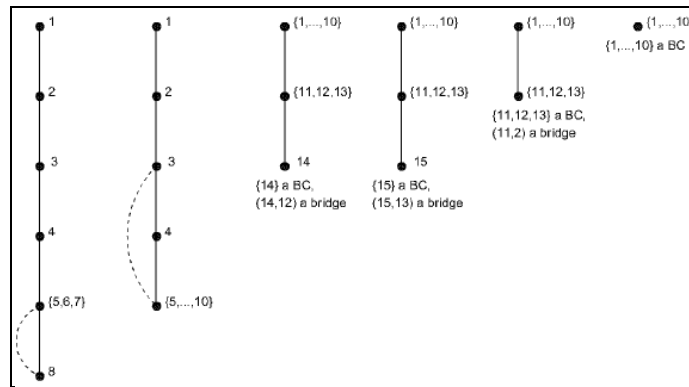 1
2
3
4
{5,6,7}
8
1
2
3
4
{5,...,10}
{1,...,10}
{11,12,13}
14
{14} a BC,
(14,12) a bridge
{1,...,10}
{11,12,13}
15
{15} a BC,
(15,13) a bridge
{1,...,10}
{11,12,13}
{11,12,13} a BC,
(11,2) a bridge
{1,...,10
{1,...,10} a BC